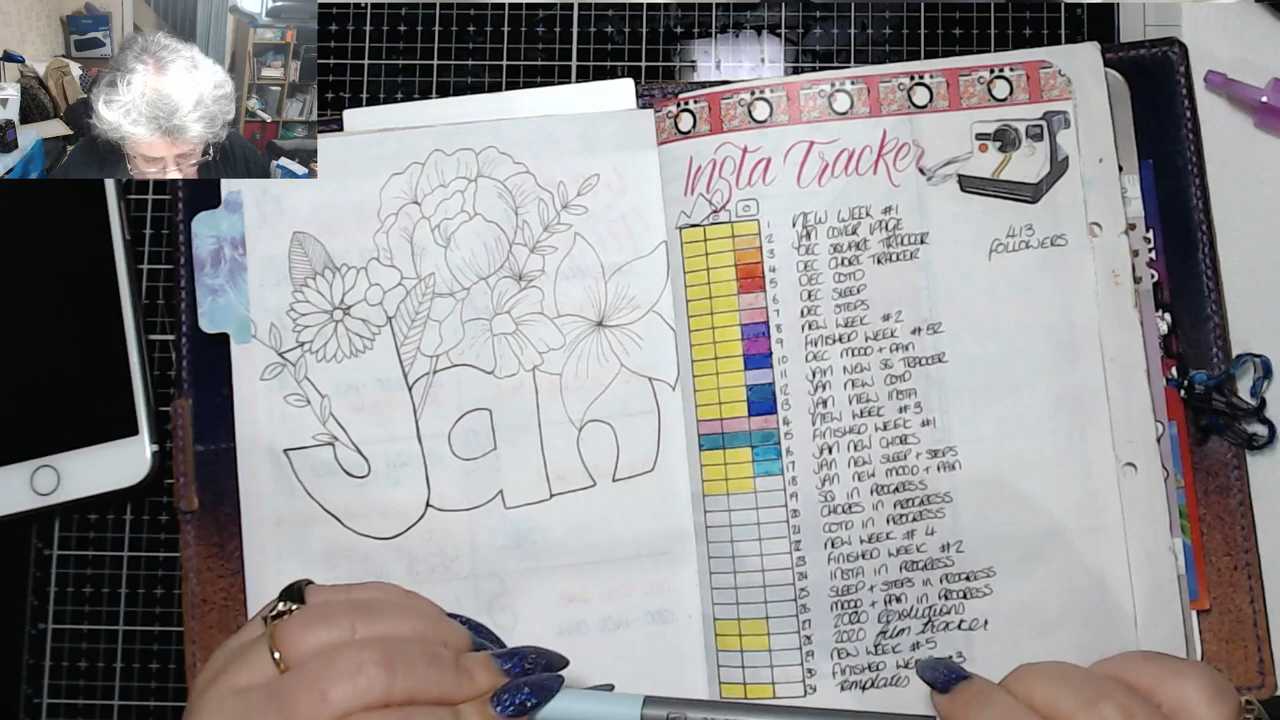 Jan
Insta Tracker
413
FOLLOWERS
1 NEW WEEK #1
2 JAN COVER PAGE
3 DEC SQUARE TRACKER
4 DEC CHORE TRACKER
5 DEC COTD
6 DEC SLEEP
7 DEC STEPS
8 NEW WEEK #2
9 FINISHED WEEK #52
10 DEC MOOD + PAIN
11 JAN NEW SQ TRACKER
12 JAN NEW COTD
13 JAN NEW INSTA
14 NEW WEEK #3
15 FINISHED WEEK #1
16 JAN NEW CHORES
17 JAN NEW SLEEP + STEPS
18 JAN NEW MOOD + PAIN
19 SQ IN PROGRESS
20 CHORES IN PROGRESS
21 COTD IN PROGRESS
22 NEW WEEK # 4
23 FINISHED WEEK #2
24 INSTA IN PROGRESS
25 SLEEP + STEPS IN PROGRESS
26 MOOD + PAIN IN PROGRESS
27 2020 Resolutions
28 2020 film tracker
29 NEW WEEK #5
30 FINISHED WEEK #3
31 Templates